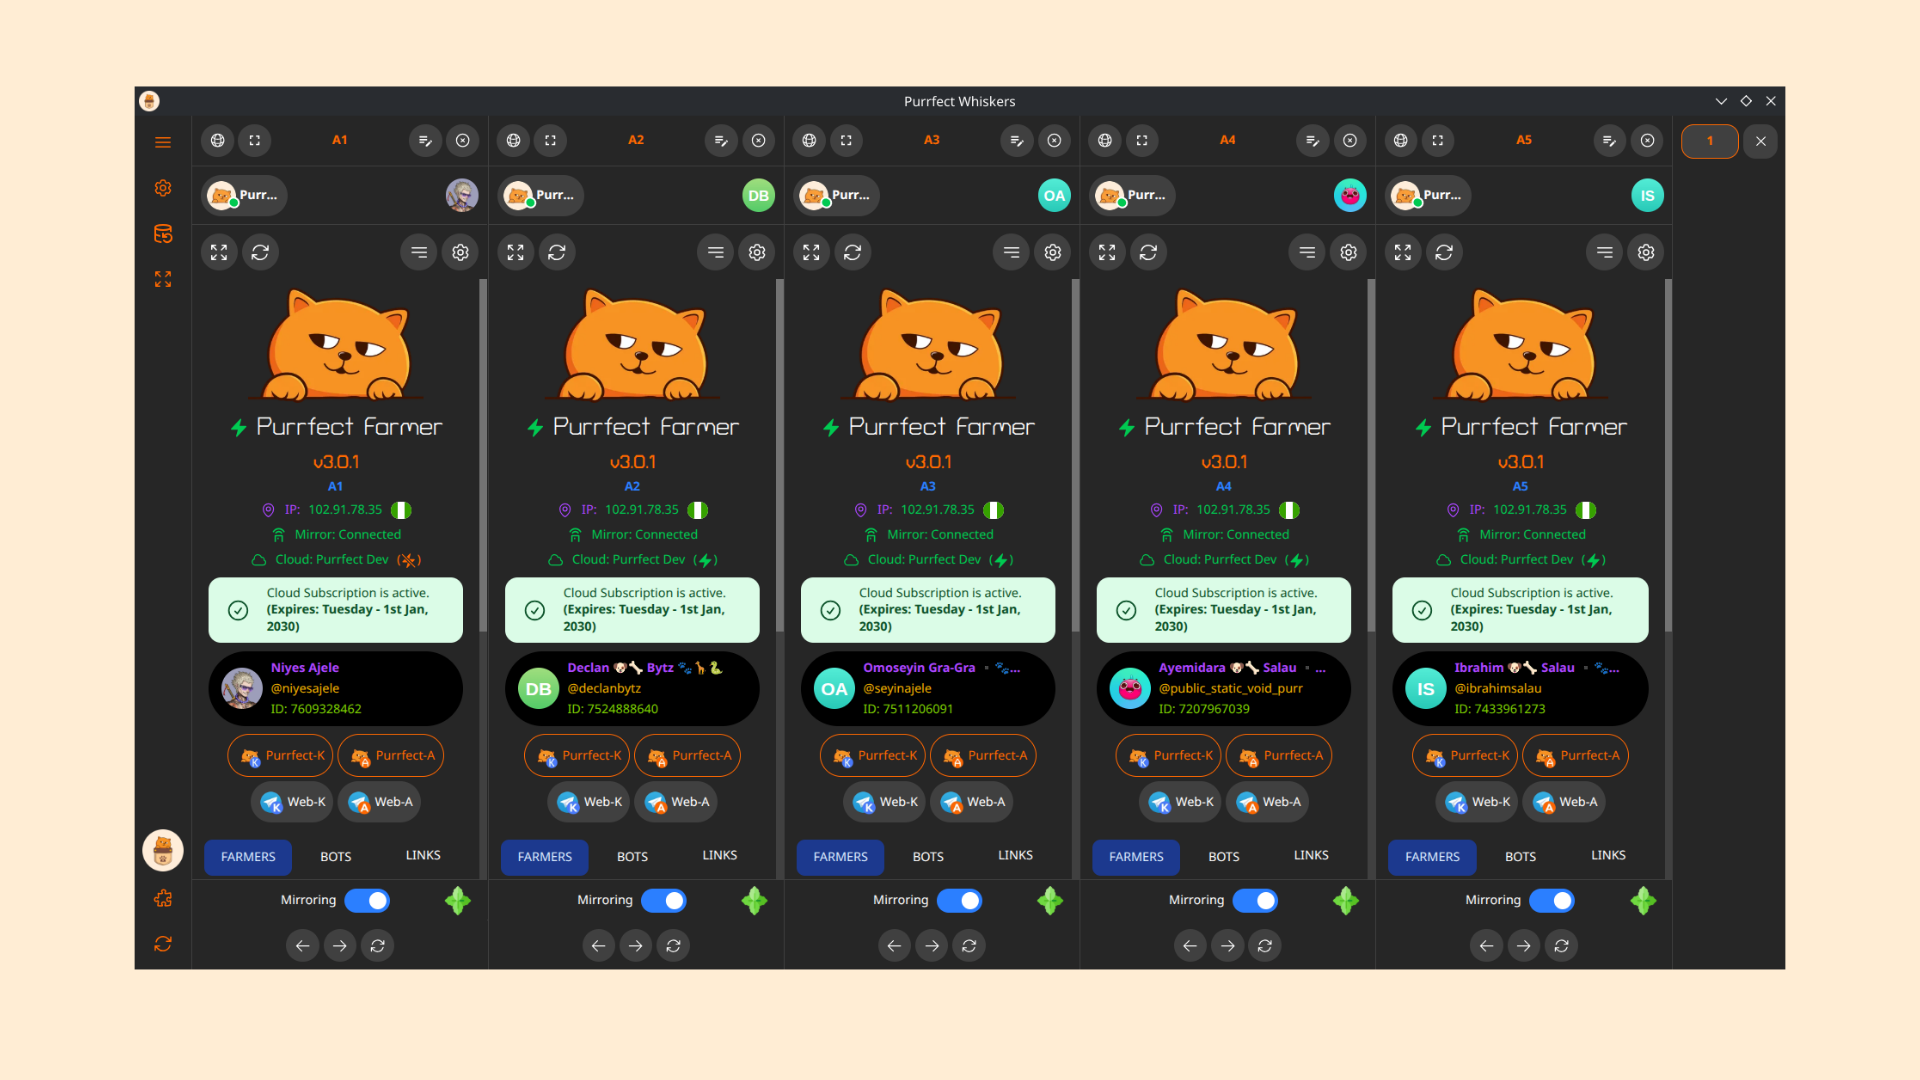 Purrfect Whiskers
A1
Purr...
Purrfect Farmer
v3.0.1
A1
IP: 102.91.78.35
Mirror: Connected
Cloud: Purrfect Dev ( )
Cloud Subscription is active.
(Expires: Tuesday - 1st Jan,
2030)
Niyes Ajele
@niyesajele
ID: 7609328462
K Purrfect-K
A Purrfect-A
K Web-K
A Web-A
FARMERS
BOTS
LINKS
Mirroring
A2
Purr...
DB
Purrfect Farmer
v3.0.1
A2
IP: 102.91.78.35
Mirror: Connected
Cloud: Purrfect Dev ( )
Cloud Subscription is active.
(Expires: Tuesday - 1st Jan,
2030)
DB
Declan 🐶🦴 Bytz 🐾🦒🐍
@declanbytz
ID: 7524888640
K Purrfect-K
A Purrfect-A
K Web-K
A Web-A
FARMERS
BOTS
LINKS
Mirroring
A3
Purr...
OA
Purrfect Farmer
v3.0.1
A3
IP: 102.91.78.35
Mirror: Connected
Cloud: Purrfect Dev ( )
Cloud Subscription is active.
(Expires: Tuesday - 1st Jan,
2030)
OA
Omoseyin Gra-Gra ▫️🐾...
@seyinajele
ID: 7511206091
K Purrfect-K
A Purrfect-A
K Web-K
A Web-A
FARMERS
BOTS
LINKS
Mirroring
A4
Purr...
Purrfect Farmer
v3.0.1
A4
IP: 102.91.78.35
Mirror: Connected
Cloud: Purrfect Dev ( )
Cloud Subscription is active.
(Expires: Tuesday - 1st Jan,
2030)
Ayemidara 🐶🦴 Salau ▫️...
@public_static_void_purr
ID: 7207967039
K Purrfect-K
A Purrfect-A
K Web-K
A Web-A
FARMERS
BOTS
LINKS
Mirroring
A5
Purr...
IS
Purrfect Farmer
v3.0.1
A5
IP: 102.91.78.35
Mirror: Connected
Cloud: Purrfect Dev ( )
Cloud Subscription is active.
(Expires: Tuesday - 1st Jan,
2030)
IS
Ibrahim 🐶🦴 Salau ▫️🐾...
@ibrahimsalau
ID: 7433961273
K Purrfect-K
A Purrfect-A
K Web-K
A Web-A
FARMERS
BOTS
LINKS
Mirroring
1